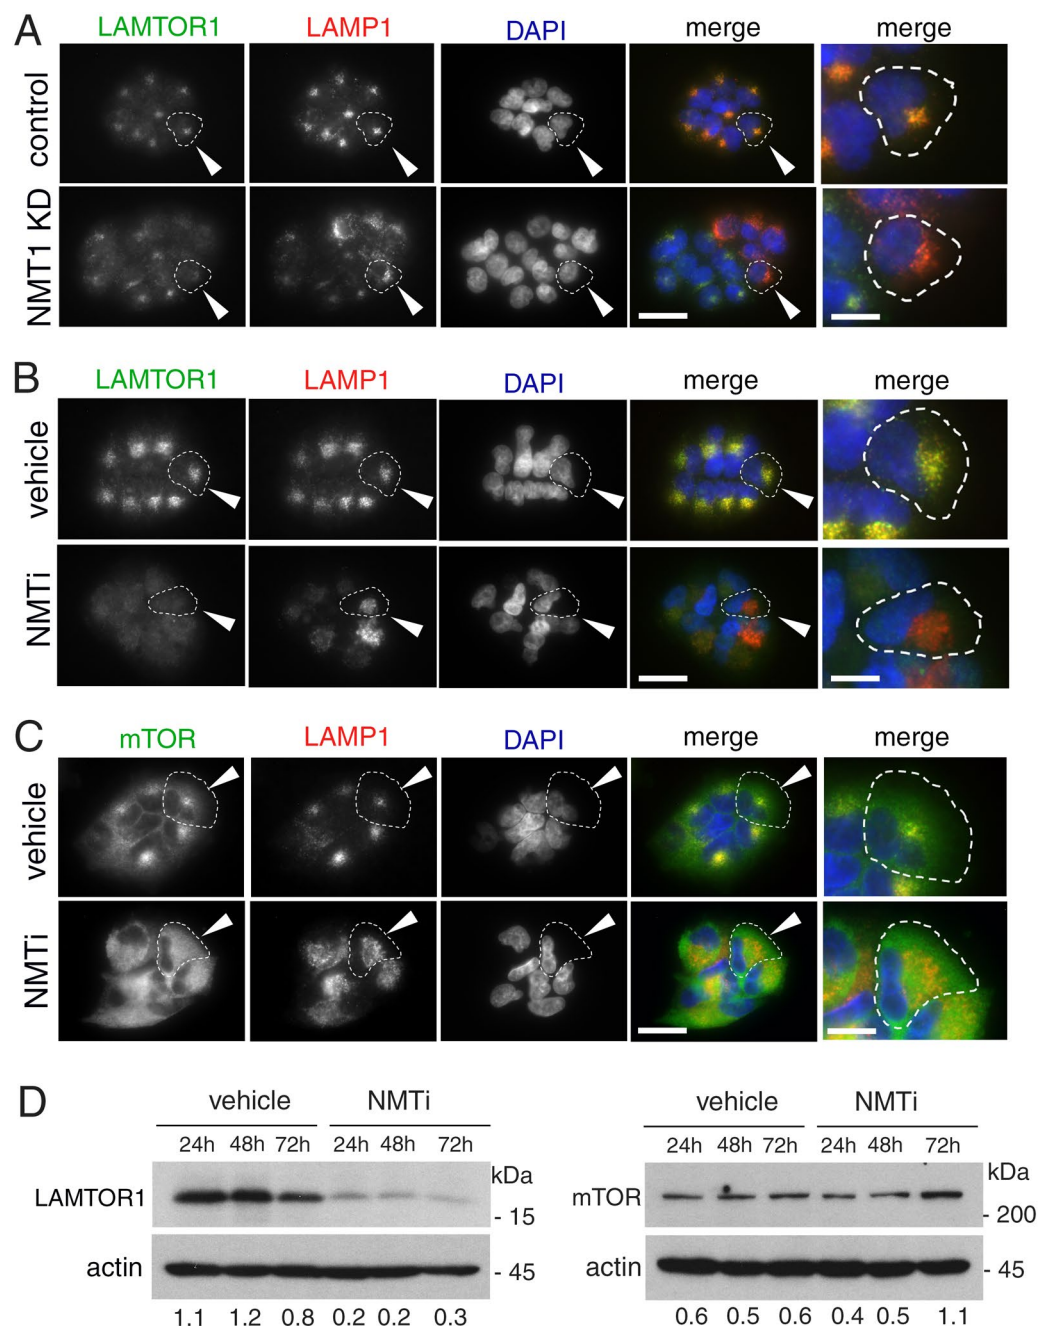 A
LAMTOR1 LAMP1 DAPI merge merge
control
NMT1 KD
B
LAMTOR1 LAMP1 DAPI merge merge
vehicle
NMTi
C
mTOR LAMP1 DAPI merge merge
vehicle
NMTi
D
vehicle NMTi
24h 48h 72h 24h 48h 72h
kDa
LAMTOR1
- 15
actin
- 45
1.1 1.2 0.8 0.2 0.2 0.3
vehicle NMTi
24h 48h 72h 24h 48h 72h
kDa
mTOR
- 200
actin
- 45
0.6 0.5 0.6 0.4 0.5 1.1